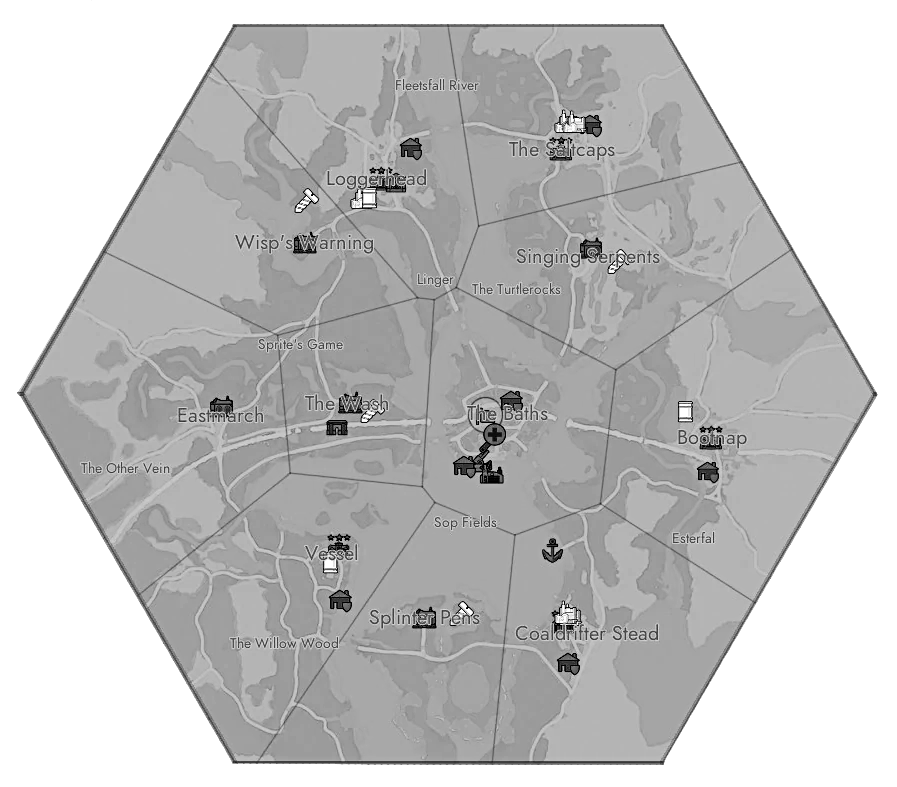 Fleetsfall River
The Saltcaps
Loggerhead
Wisp's Warning
Singing Serpents
Linger
The Turtlerocks
Sprite's Game
The Wash
The Baths
Eastmarch
Bootnap
The Other Vein
Sop Fields
Esterfal
Vessel
Splinter Pens
Coaldrifter Stead
The Willow Wood